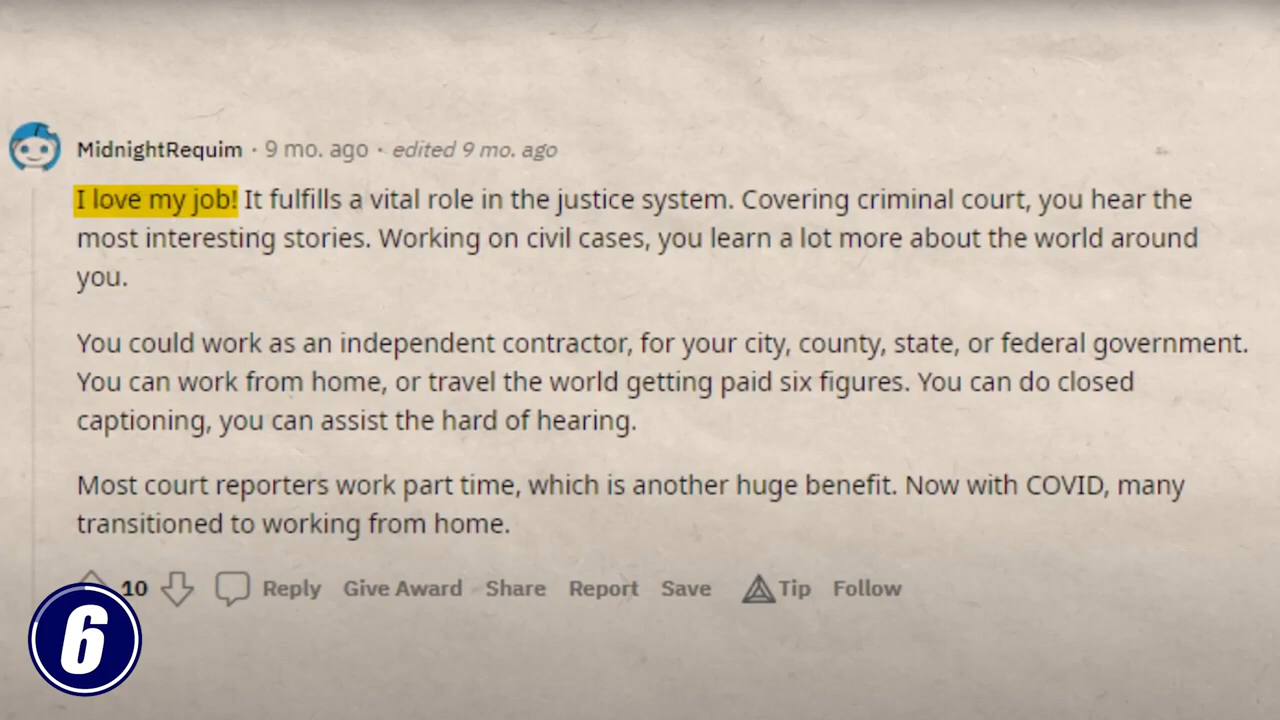 MidnightRequim · 9 mo. ago · edited 9 mo. ago
I love my job! It fulfills a vital role in the justice system. Covering criminal court, you hear the
most interesting stories. Working on civil cases, you learn a lot more about the world around
you.
You could work as an independent contractor, for your city, county, state, or federal government.
You can work from home, or travel the world getting paid six figures. You can do closed
captioning, you can assist the hard of hearing.
Most court reporters work part time, which is another huge benefit. Now with COVID, many
transitioned to working from home.
10 Reply Give Award Share Report Save Tip Follow
6